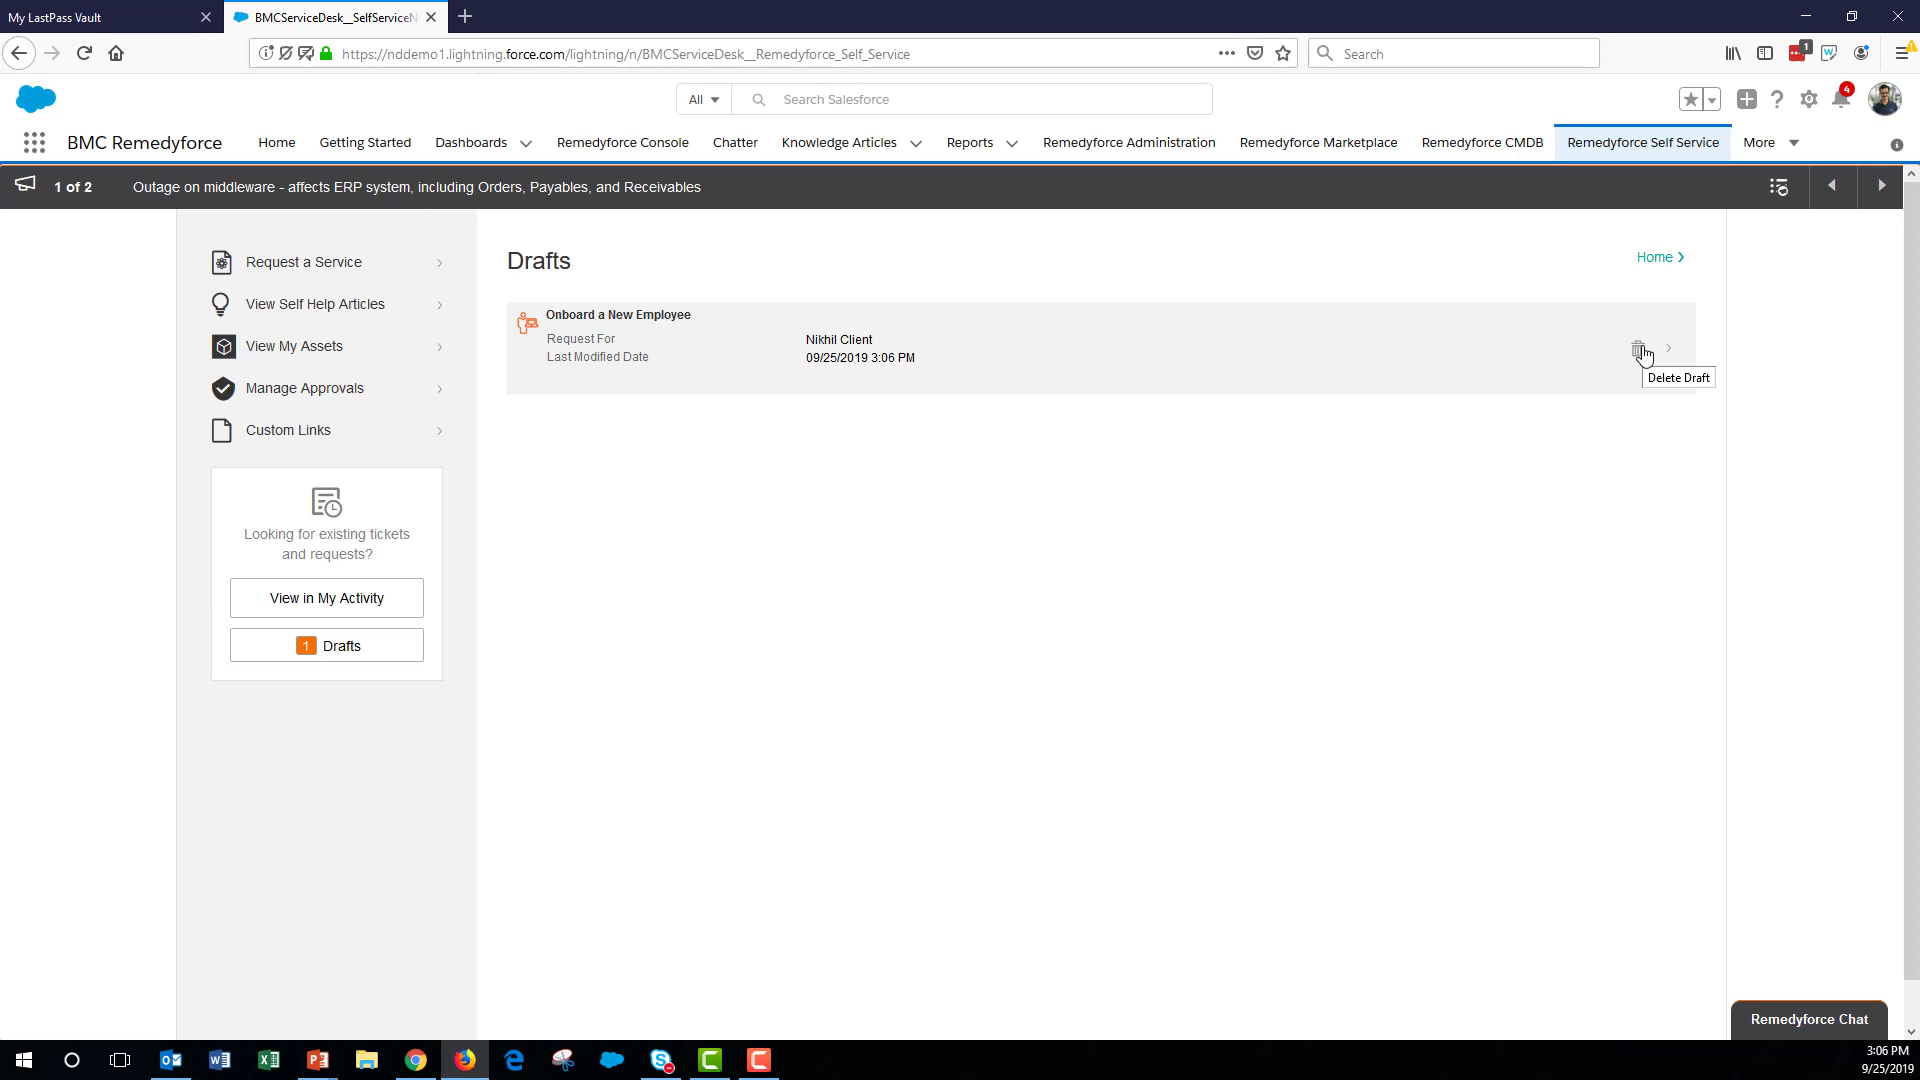 My LastPass Vault
BMCServiceDesk__SelfServiceN
https://nddemo1.lightning.force.com/lightning/n/BMCServiceDesk__Remedyforce_Self_Service
Search
1
All
Search Salesforce
4
BMC Remedyforce
Home
Getting Started
Dashboards
Remedyforce Console
Chatter
Knowledge Articles
Reports
Remedyforce Administration
Remedyforce Marketplace
Remedyforce CMDB
Remedyforce Self Service
More
1 of 2
Outage on middleware - affects ERP system, including Orders, Payables, and Receivables
Request a Service
View Self Help Articles
View My Assets
Manage Approvals
Custom Links
Looking for existing tickets
and requests?
View in My Activity
1 Drafts
Drafts
Home
Onboard a New Employee
Request For
Nikhil Client
Last Modified Date
09/25/2019 3:06 PM
Delete Draft
Remedyforce Chat
3:06 PM
9/25/2019